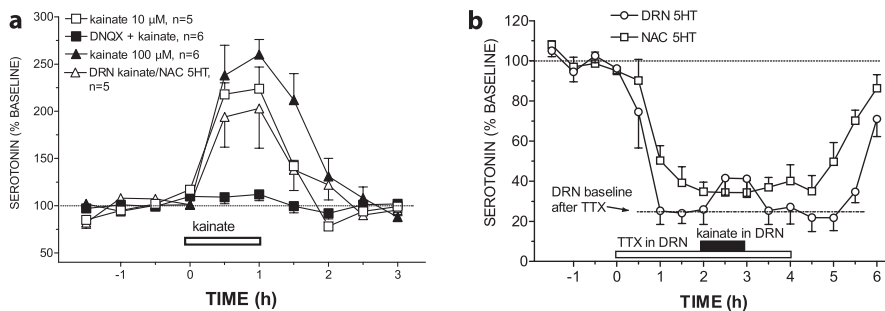 a
kainate 10 μM, n=5
DNQX + kainate, n=6
kainate 100 μM, n=6
DRN kainate/NAC 5HT,
n=5
SEROTONIN (% BASELINE)
250
200
150
100
50
kainate
-1
0
1
2
3
TIME (h)
b
DRN 5HT
NAC 5HT
SEROTONIN (% BASELINE)
120
100
80
60
40
20
0
DRN baseline
after TTX
kainate in DRN
TTX in DRN
-1
0
1
2
3
4
5
6
TIME (h)